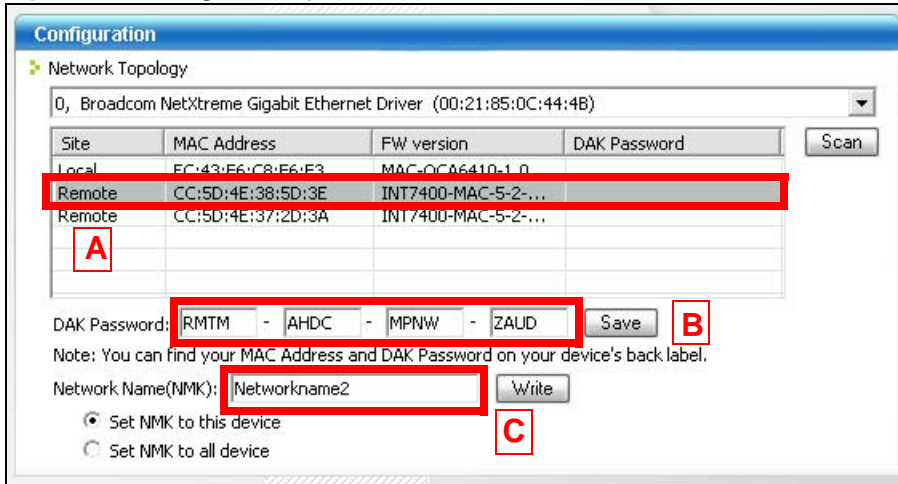 Configuration
Network Topology
0, Broadcom NetXtreme Gigabit Ethernet Driver (00:21:85:0C:44:4B)
Site MAC Address FW version DAK Password Scan
Local EC:43:E6:C8:E6:E3 MAC-QCA6410-1.0
Remote CC:5D:4E:38:5D:3E INT7400-MAC-5-2-...
Remote CC:5D:4E:37:2D:3A INT7400-MAC-5-2-...
A
DAK Password: RMTM - AHDC - MPNW - ZAUD Save B
Note: You can find your MAC Address and DAK Password on your device's back label.
Network Name(NMK): Networkname2 Write
Set NMK to this device C
Set NMK to all device